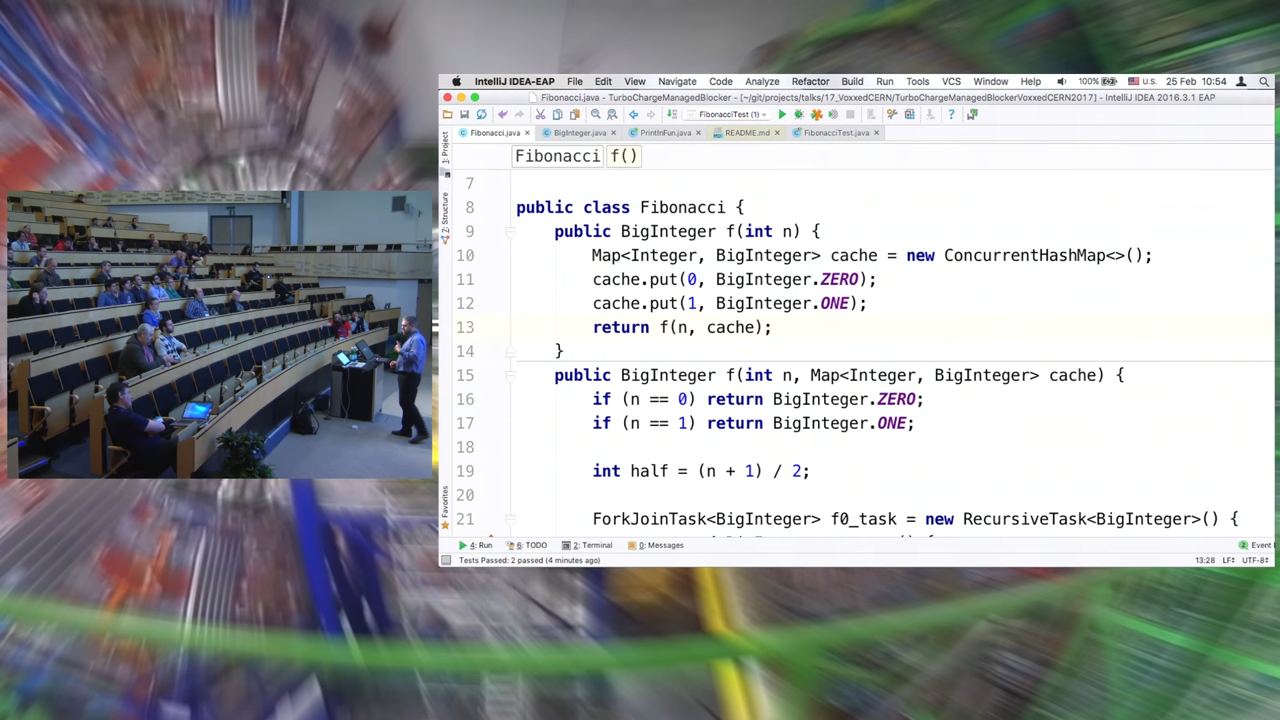 IntelliJ IDEA-EAP File Edit View Navigate Code Analyze Refactor Build Run Tools VCS Window Help 100% U.S. 25 Feb 10:54
Fibonacci.java - TurboChargeManagedBlocker - [~/git/projects/talks/17_VoxxedCERN/TurboChargeManagedBlockerVoxxedCERN2017] - IntelliJ IDEA 2016.3.1 EAP
FibonacciTest (1)
Fibonacci.java BigInteger.java PrintInFun.java README.md FibonacciTest.java
1: Project
Fibonacci f()
7
8 public class Fibonacci {
9 public BigInteger f(int n) {
10 Map<Integer, BigInteger> cache = new ConcurrentHashMap<>();
11 cache.put(0, BigInteger.ZERO);
12 cache.put(1, BigInteger.ONE);
13 return f(n, cache);
14 }
15 public BigInteger f(int n, Map<Integer, BigInteger> cache) {
16 if (n == 0) return BigInteger.ZERO;
17 if (n == 1) return BigInteger.ONE;
18
19 int half = (n + 1) / 2;
20
21 ForkJoinTask<BigInteger> f0_task = new RecursiveTask<BigInteger>() {
Z: Structure
Favorites
4: Run 6: TODO 2: Terminal 0: Messages 2 Event
Tests Passed: 2 passed (4 minutes ago) 13:28 LF÷ UTF-8÷